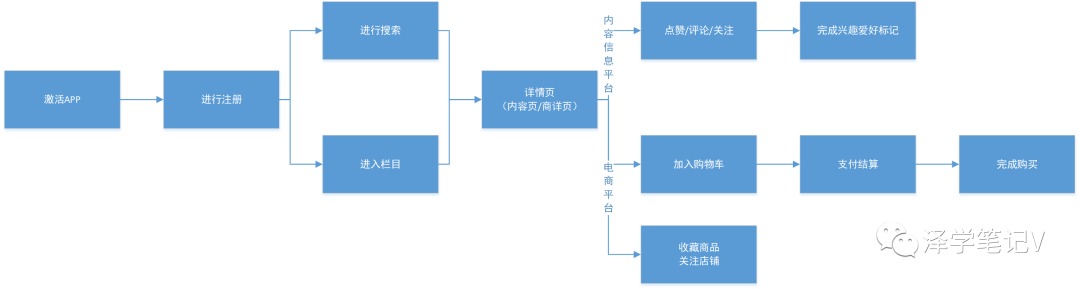 激活APP
进行注册
进行搜索
进入栏目
详情页
（内容页/商详页）
内容信息平台
点赞/评论/关注
完成兴趣爱好标记
电商平台
加入购物车
支付结算
完成购买
收藏商品
关注店铺
泽学笔记V